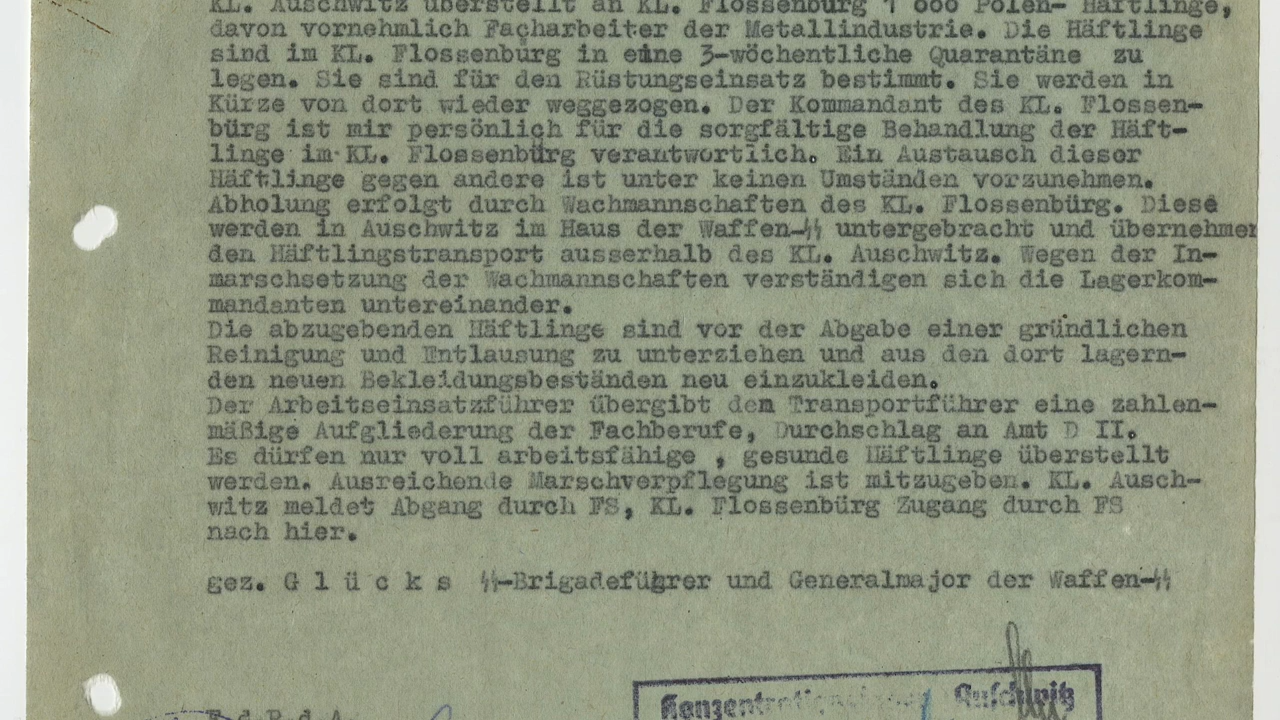 KL. Auschwitz überstellt an KL. Flossenbürg 1 000 Polen- Häftlinge,
davon vornehmlich Facharbeiter der Metallindustrie. Die Häftlinge
sind im KL. Flossenbürg in eine 3-wöchentliche Quarantäne zu
legen. Sie sind für den Rüstungseinsatz bestimmt. Sie werden in
Kürze von dort wieder weggezogen. Der Kommandant des KL. Flossen-
bürg ist mir persönlich für die sorgfältige Behandlung der Häft-
linge im KL. Flossenbürg verantwortlich. Ein Austausch dieser
Häftlinge gegen andere ist unter keinen Umständen vorzunehmen.
Abholung erfolgt durch Wachmannschaften des KL. Flossenbürg. Diese
werden in Auschwitz im Haus der Waffen-SS untergebracht und übernehmen
den Häftlingstransport ausserhalb des KL. Auschwitz. Wegen der In-
marschsetzung der Wachmannschaften verständigen sich die Lagerkom-
mandanten untereinander.
Die abzugebenden Häftlinge sind vor der Abgabe einer gründlichen
Reinigung und Entlausung zu unterziehen und aus den dort lagern-
den neuen Bekleidungsbeständen neu einzukleiden.
Der Arbeitseinsatzführer übergibt dem Transportführer eine zahlen-
mäßige Aufgliederung der Fachberufe, Durchschlag an Amt D II.
Es dürfen nur voll arbeitsfähige , gesunde Häftlinge überstellt
werden. Ausreichende Marschverpflegung ist mitzugeben. KL. Ausch-
witz meldet Abgang durch FS, KL. Flossenbürg Zugang durch FS
nach hier.
gez. G l ü c k s SS-Brigadeführer und Generalmajor der Waffen-SS
Auschwitz
F.d.R.d.A.